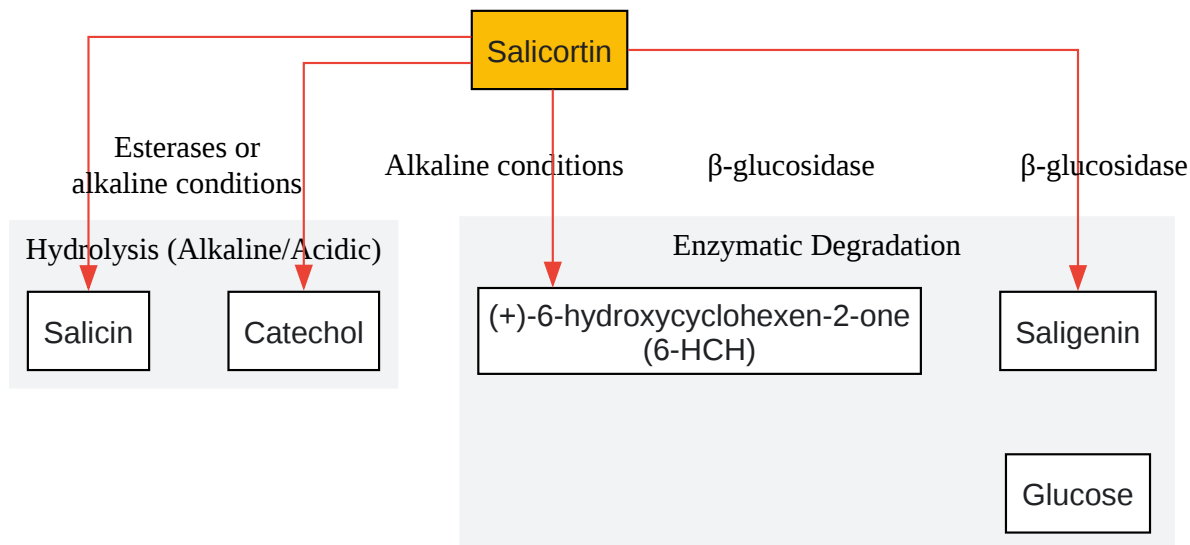 Salicortin
Esterases or
alkaline conditions
Alkaline conditions
β-glucosidase
β-glucosidase
Hydrolysis (Alkaline/Acidic)
Enzymatic Degradation
Salicin
Catechol
(+)-6-hydroxycyclohexen-2-one
(6-HCH)
Saligenin
Glucose